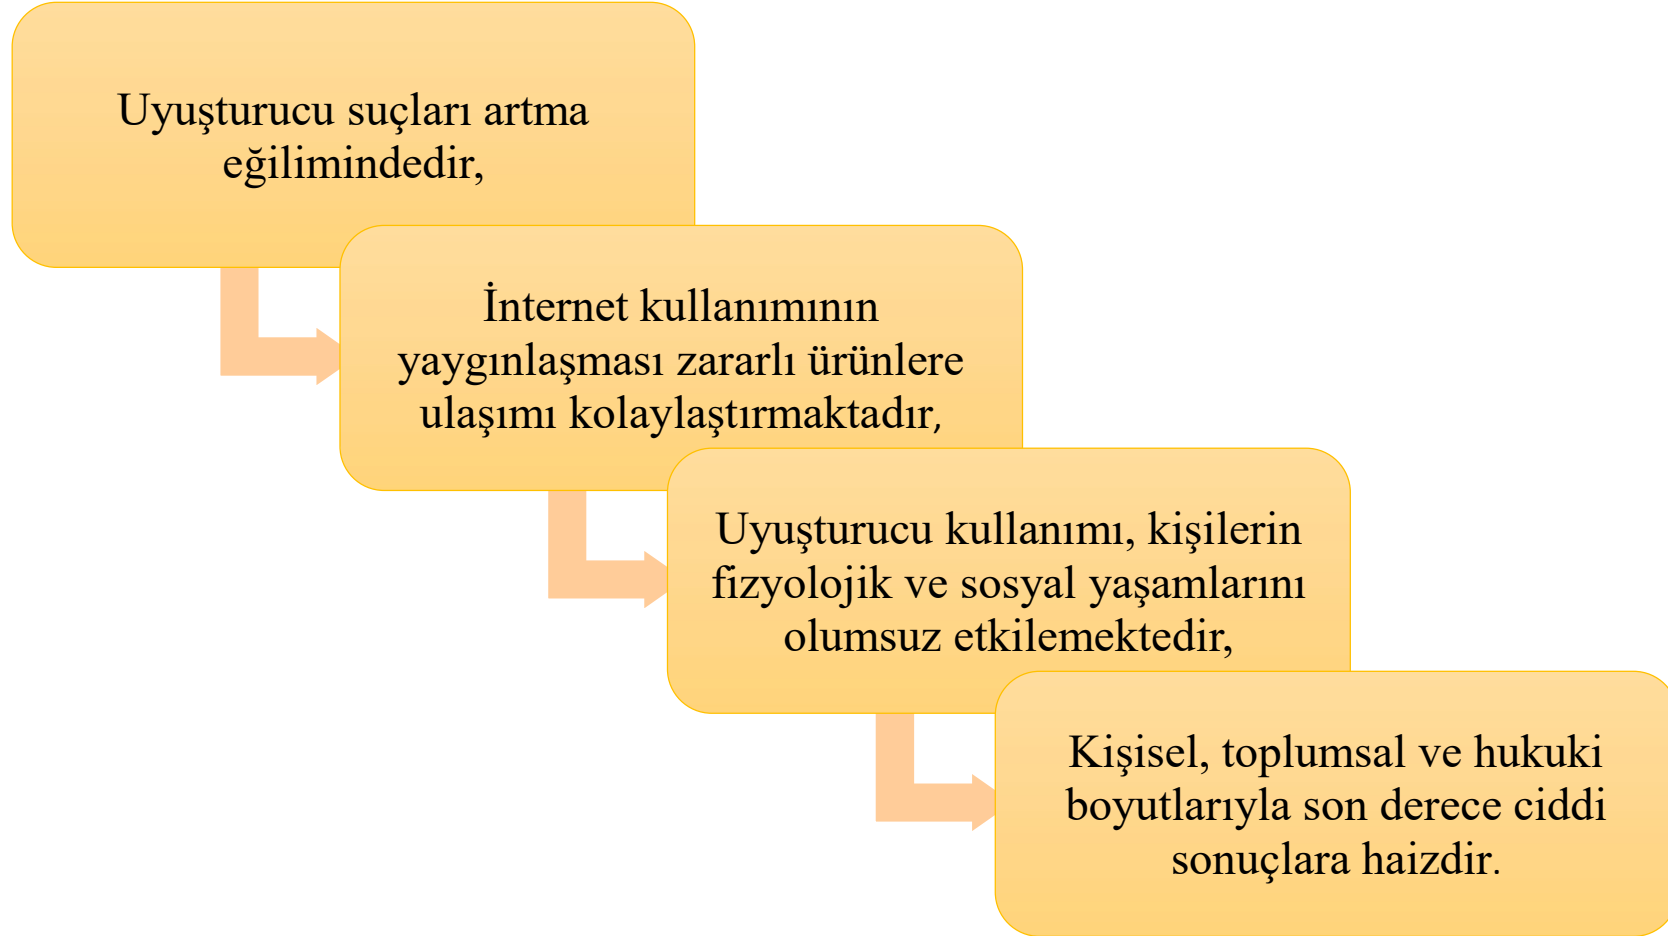 Uyuşturucu suçları artma
eğilimindedir,
İnternet kullanımının
yaygınlaşması zararlı ürünlere
ulaşımı kolaylaştırmaktadır,
Uyuşturucu kullanımı, kişilerin
fizyolojik ve sosyal yaşamlarını
olumsuz etkilemektedir,
Kişisel, toplumsal ve hukuki
boyutlarıyla son derece ciddi
sonuçlara haizdir.